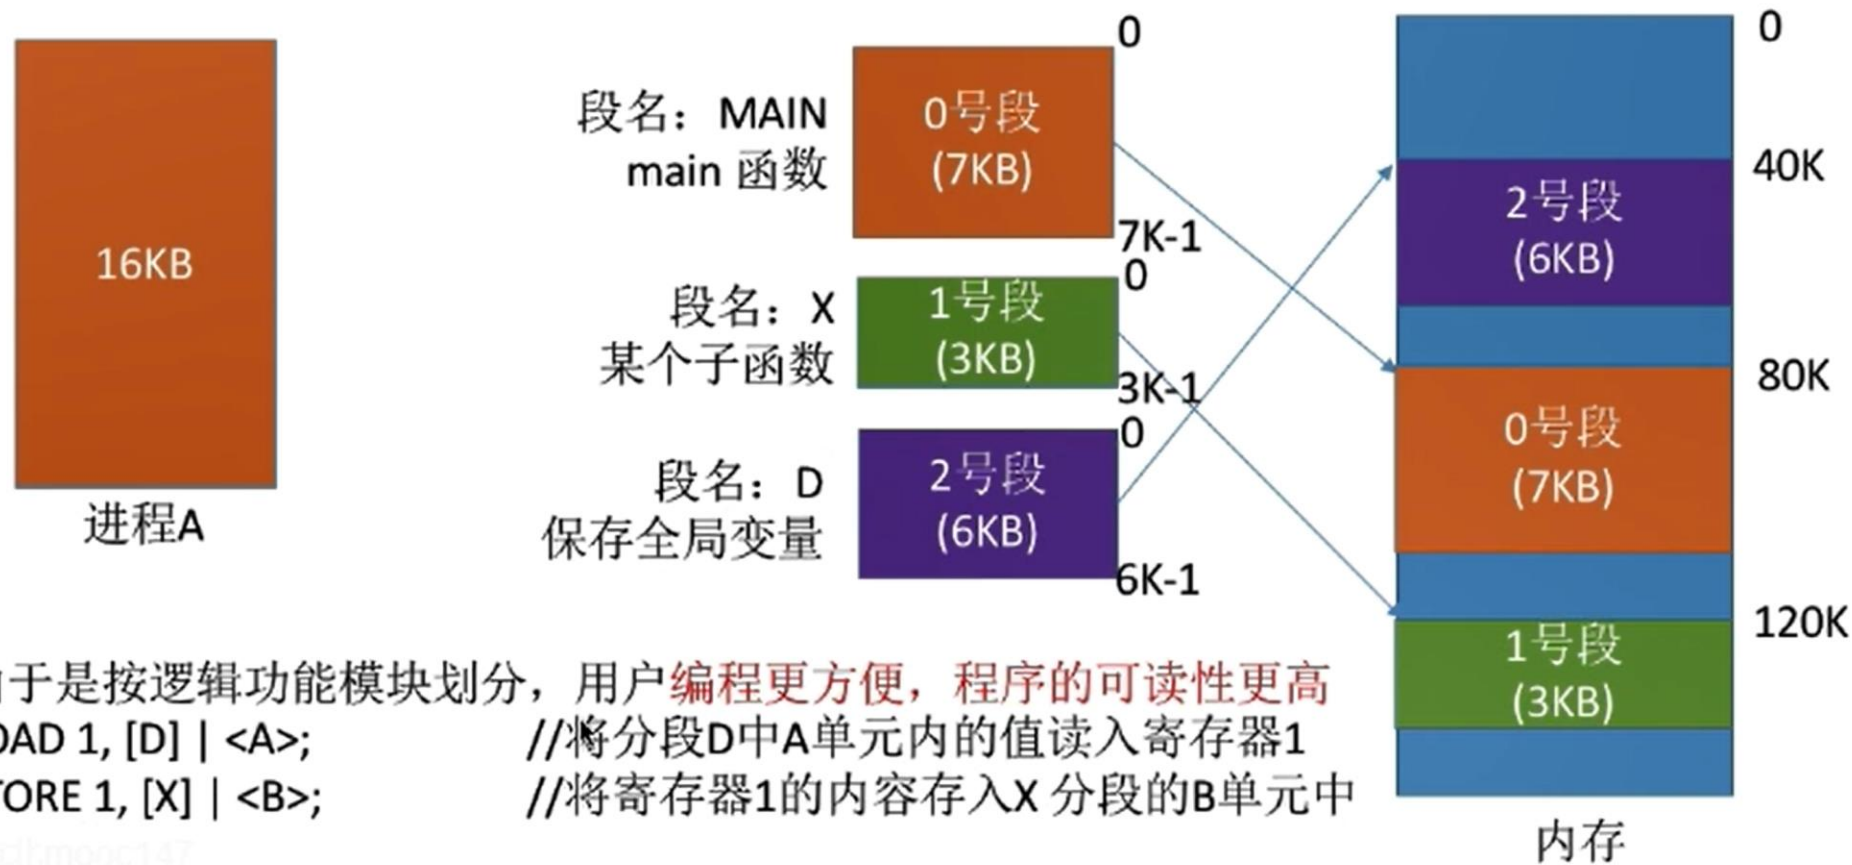 16KB
进程A
段名：MAIN
main 函数
0号段
(7KB)
0
7K-1
段名：X
某个子函数
1号段
(3KB)
0
3K-1
段名：D
保存全局变量
2号段
(6KB)
0
6K-1
0
40K
2号段
(6KB)
80K
0号段
(7KB)
120K
1号段
(3KB)
内存
于是按逻辑功能模块划分，用户编程更方便，程序的可读性更高
OAD 1, [D] | <A>; //将分段D中A单元内的值读入寄存器1
TORE 1, [X] | <B>; //将寄存器1的内容存入X 分段的B单元中